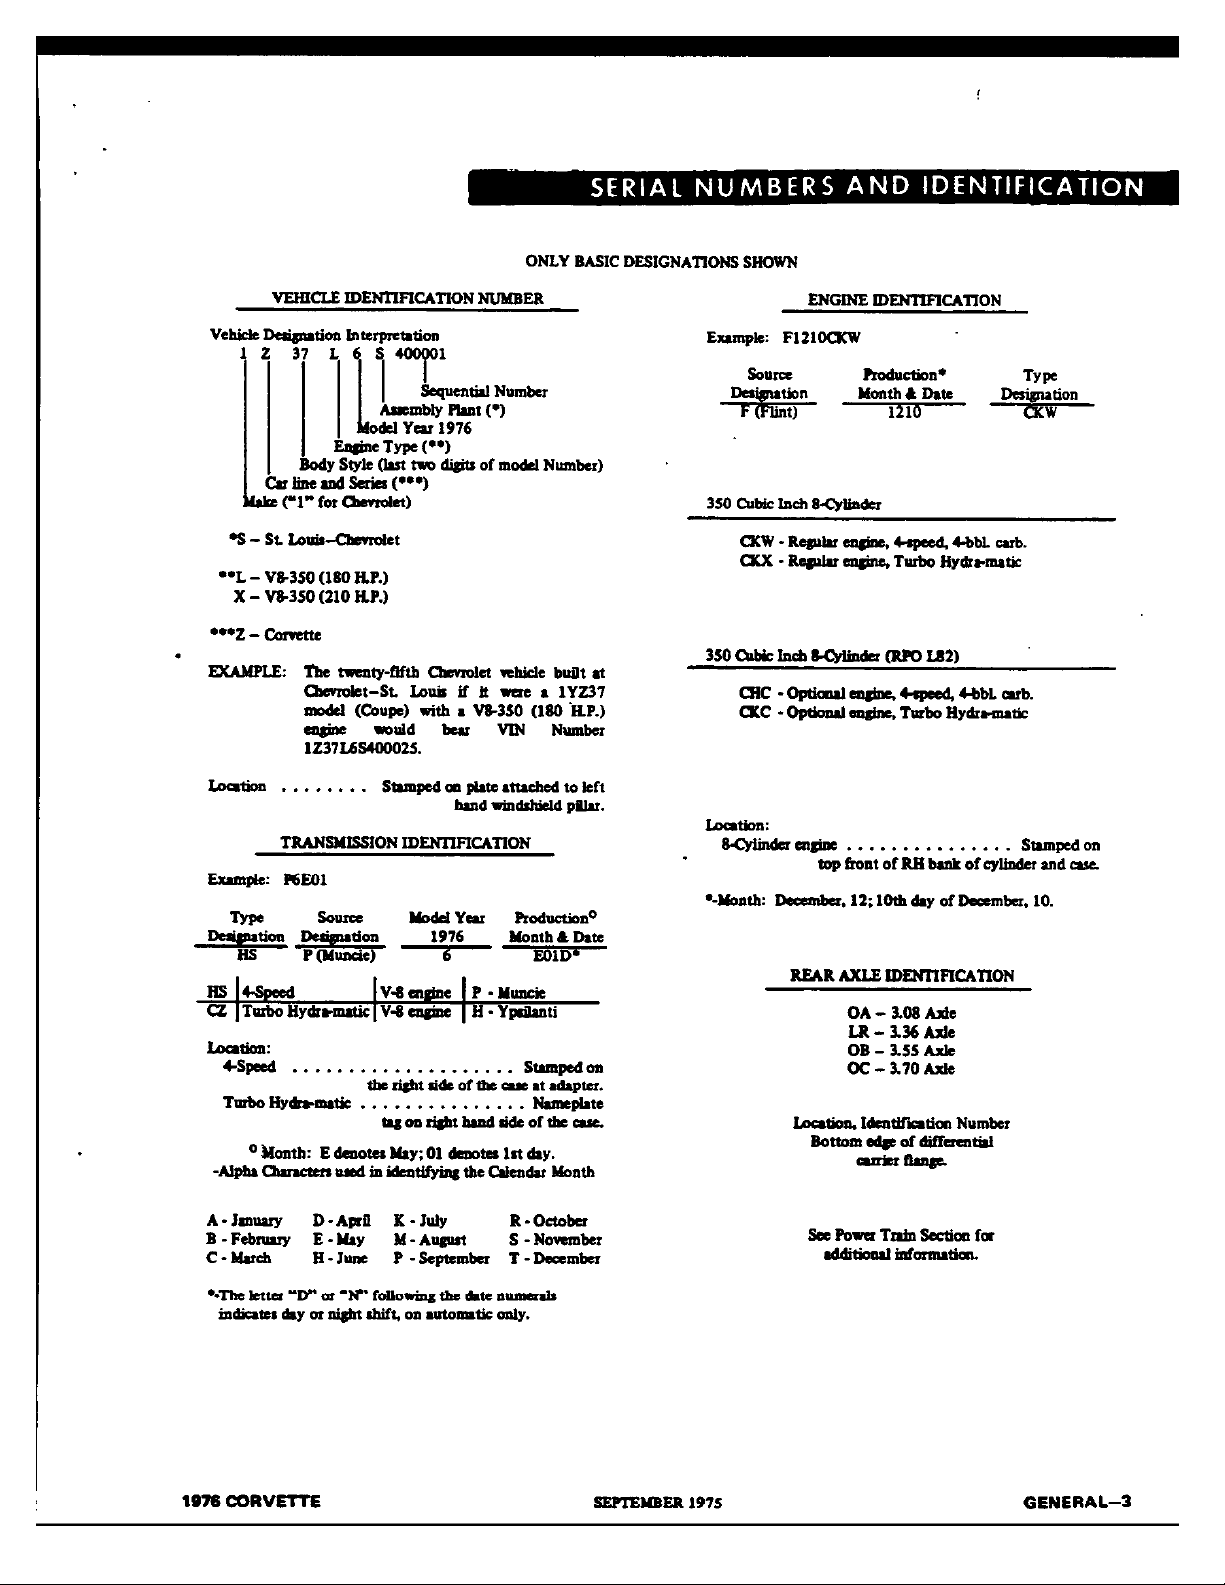 SERIAL NUMBERS AND IDENTIFICATION
ONLY BASIC DESIGNATIONS SHOWN
VEHICLE IDENTIFICATION NUMBER
Vehicle Designation Interpretation
1 Z 37 L 6 S 400001
Sequential Number
Assembly Plant (*)
Model Year 1976
Engine Type (**)
Body Style (last two digits of model Number)
Car line and Series (***)
Make ("1" for Chevrolet)
*S – St. Louis–Chevrolet
**L – V8-350 (180 H.P.)
X – V8-350 (210 H.P.)
***Z – Corvette
EXAMPLE: The twenty-fifth Chevrolet vehicle built at
Chevrolet–St. Louis if it were a 1YZ37
model (Coupe) with a V8-350 (180 H.P.)
engine would bear VIN Number
1Z37L6S400025.
Location . . . . . . . . Stamped on plate attached to left
hand windshield pillar.
TRANSMISSION IDENTIFICATION
Example: P6E01
Type Source Model Year Production°
Designation Designation 1976 Month & Date
HS P (Muncie) 6 E01D*
HS 4-Speed V-8 engine P - Muncie
CZ Turbo Hydra-matic V-8 engine H - Ypsilanti
Location:
4-Speed . . . . . . . . . . . . . . . . . . . . Stamped on
the right side of the case at adapter.
Turbo Hydra-matic . . . . . . . . . . . . . . . Nameplate
tag on right hand side of the case.
° Month: E denotes May; 01 denotes 1st day.
-Alpha Characters used in identifying the Calendar Month
A - January D - April K - July R - October
B - February E - May M - August S - November
C - March H - June P - September T - December
*-The letter "D" or "N" following the date numerals
indicates day or night shift, on automatic only.
ENGINE IDENTIFICATION
Example: F1210CKW
Source Production* Type
Designation Month & Date Designation
F (Flint) 1210 CKW
350 Cubic Inch 8-Cylinder
CKW - Regular engine, 4-speed, 4-bbl. carb.
CKX - Regular engine, Turbo Hydra-matic
350 Cubic Inch 8-Cylinder (RPO L82)
CHC - Optional engine, 4-speed, 4-bbl. carb.
CKC - Optional engine, Turbo Hydra-matic
Location:
8-Cylinder engine . . . . . . . . . . . . . . . Stamped on
top front of RH bank of cylinder and case.
*-Month: December, 12; 10th day of December, 10.
REAR AXLE IDENTIFICATION
OA – 3.08 Axle
LR – 3.36 Axle
OB – 3.55 Axle
OC – 3.70 Axle
Location, Identification Number
Bottom edge of differential
carrier flange.
See Power Train Section for
additional information.
1976 CORVETTE SEPTEMBER 1975 GENERAL–3